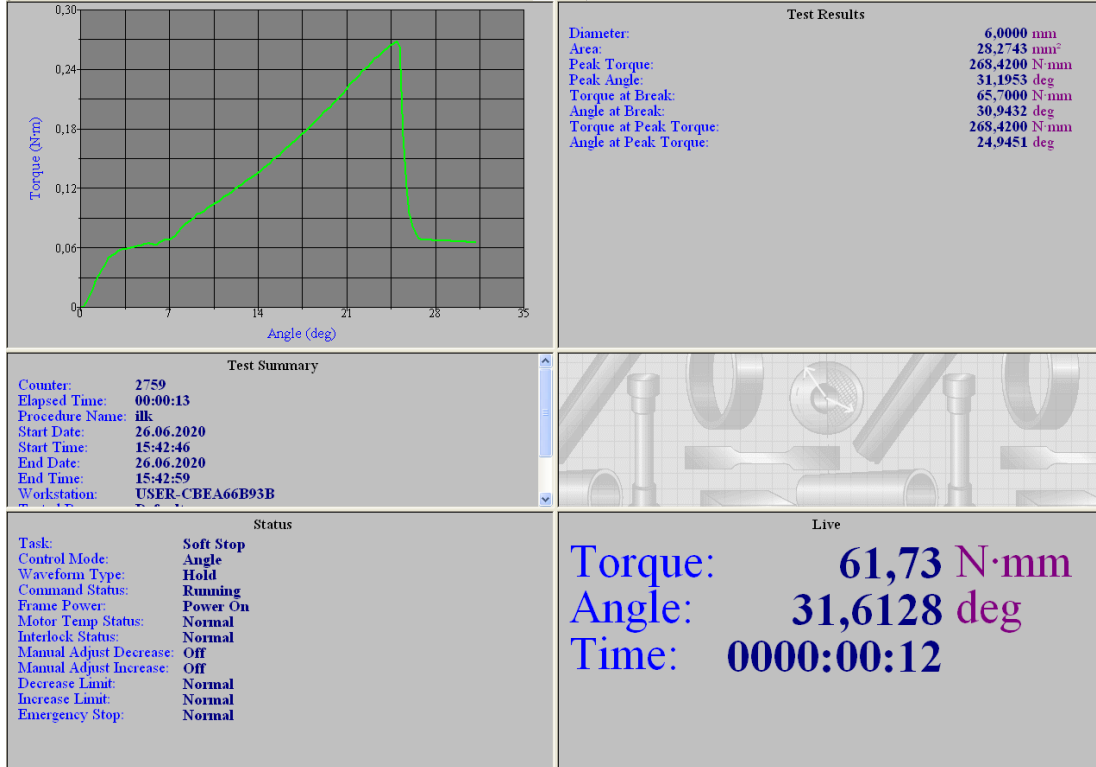 0,30
0,24
0,18
0,12
0,06
0
Torque (N·m)
7 14 21 28 35
Angle (deg)
Test Results
Diameter: 6,0000 mm
Area: 28,2743 mm²
Peak Torque: 268,4200 N·mm
Peak Angle: 31,1953 deg
Torque at Break: 65,7000 N·mm
Angle at Break: 30,9432 deg
Torque at Peak Torque: 268,4200 N·mm
Angle at Peak Torque: 24,9451 deg
Test Summary
Counter: 2759
Elapsed Time: 00:00:13
Procedure Name: ilk
Start Date: 26.06.2020
Start Time: 15:42:46
End Date: 26.06.2020
End Time: 15:42:59
Workstation: USER-CBEA66B93B
Status
Task: Soft Stop
Control Mode: Angle
Waveform Type: Hold
Command Status: Running
Frame Power: Power On
Motor Temp Status: Normal
Interlock Status: Normal
Manual Adjust Decrease: Off
Manual Adjust Increase: Off
Decrease Limit: Normal
Increase Limit: Normal
Emergency Stop: Normal
Live
Torque: 61,73 N·mm
Angle: 31,6128 deg
Time: 0000:00:12